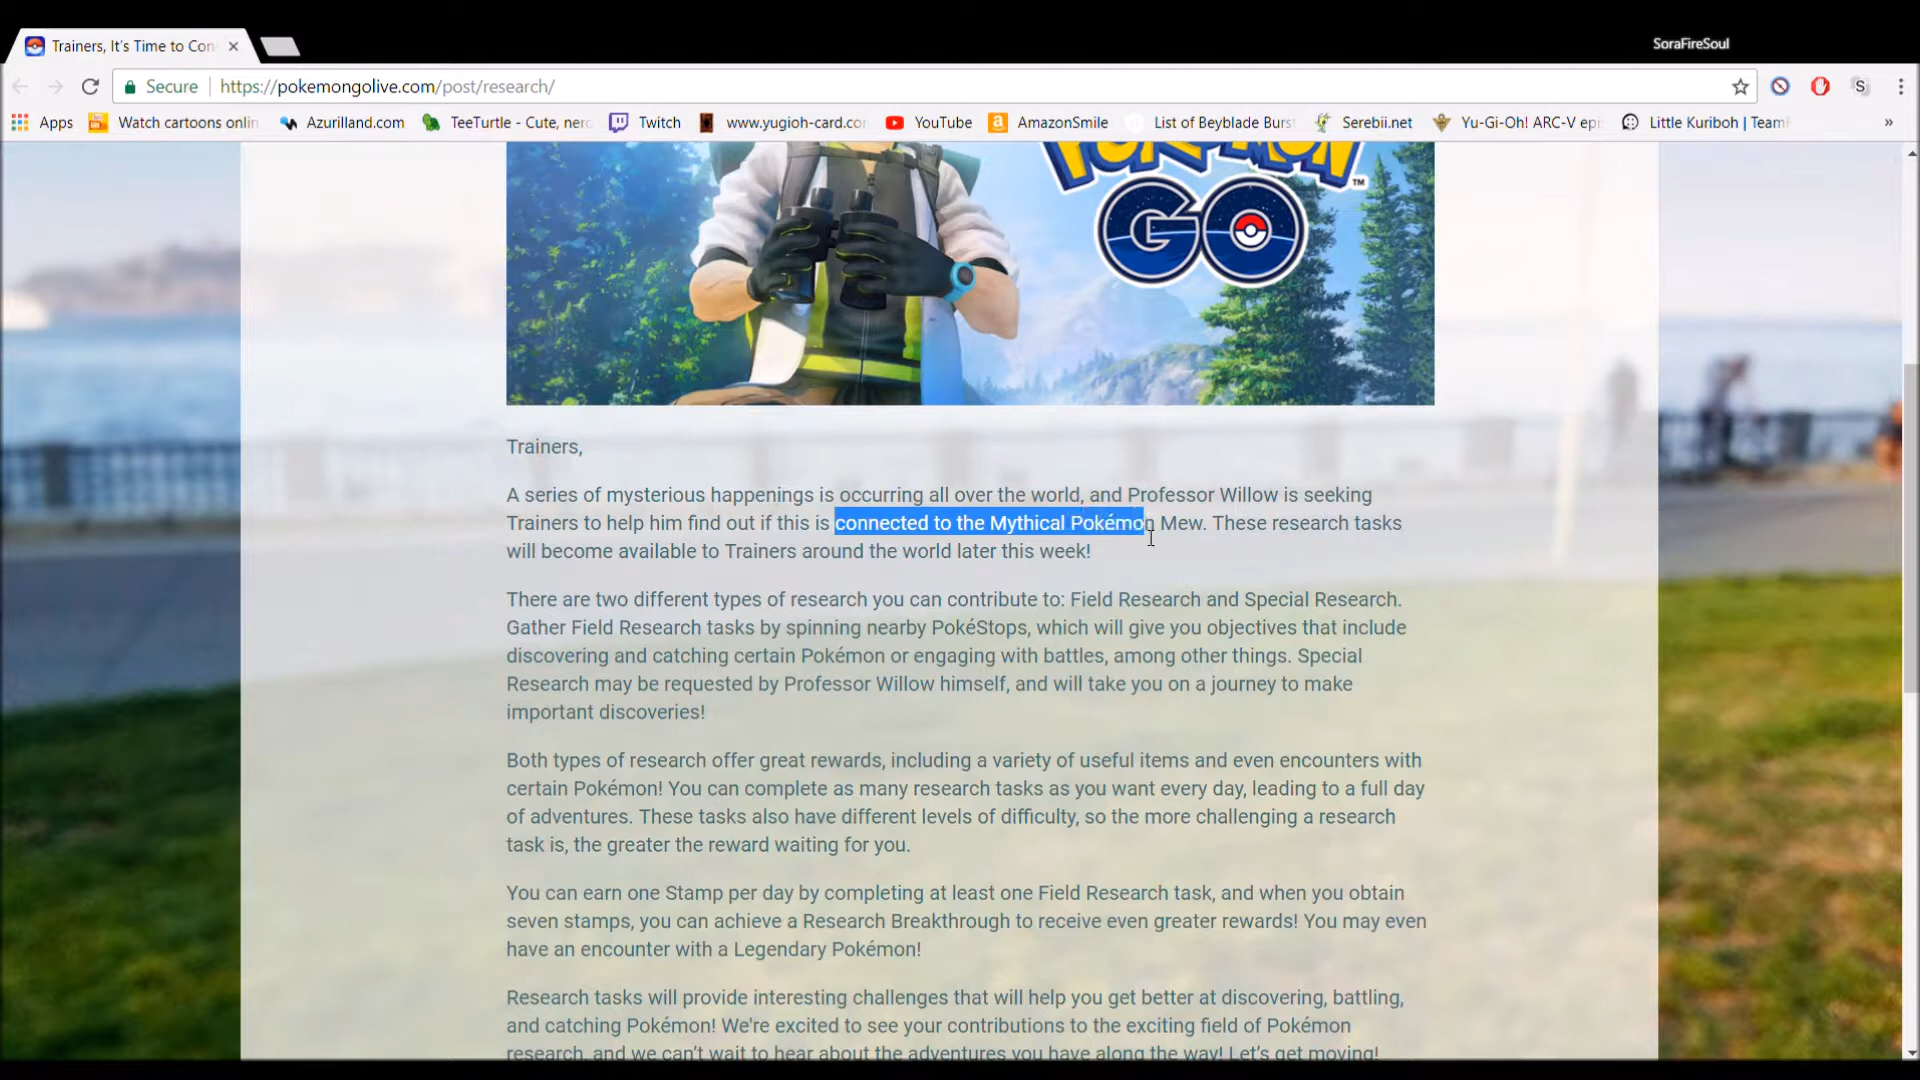 Trainers, It's Time to Con
SoraFireSoul
Secure https://pokemongolive.com/post/research/
S
Apps Watch cartoons onlin Azurilland.com TeeTurtle - Cute, nero Twitch www.yugioh-card.co YouTube AmazonSmile List of Beyblade Burst Serebii.net Yu-Gi-Oh! ARC-V epi Little Kuriboh | Team »
POKÉMON
GO
Trainers,
A series of mysterious happenings is occurring all over the world, and Professor Willow is seeking
Trainers to help him find out if this is connected to the Mythical Pokémon Mew. These research tasks
will become available to Trainers around the world later this week!
There are two different types of research you can contribute to: Field Research and Special Research.
Gather Field Research tasks by spinning nearby PokéStops, which will give you objectives that include
discovering and catching certain Pokémon or engaging with battles, among other things. Special
Research may be requested by Professor Willow himself, and will take you on a journey to make
important discoveries!
Both types of research offer great rewards, including a variety of useful items and even encounters with
certain Pokémon! You can complete as many research tasks as you want every day, leading to a full day
of adventures. These tasks also have different levels of difficulty, so the more challenging a research
task is, the greater the reward waiting for you.
You can earn one Stamp per day by completing at least one Field Research task, and when you obtain
seven stamps, you can achieve a Research Breakthrough to receive even greater rewards! You may even
have an encounter with a Legendary Pokémon!
Research tasks will provide interesting challenges that will help you get better at discovering, battling,
and catching Pokémon! We're excited to see your contributions to the exciting field of Pokémon
research, and we can't wait to hear about the adventures you have along the way! Let's get moving!